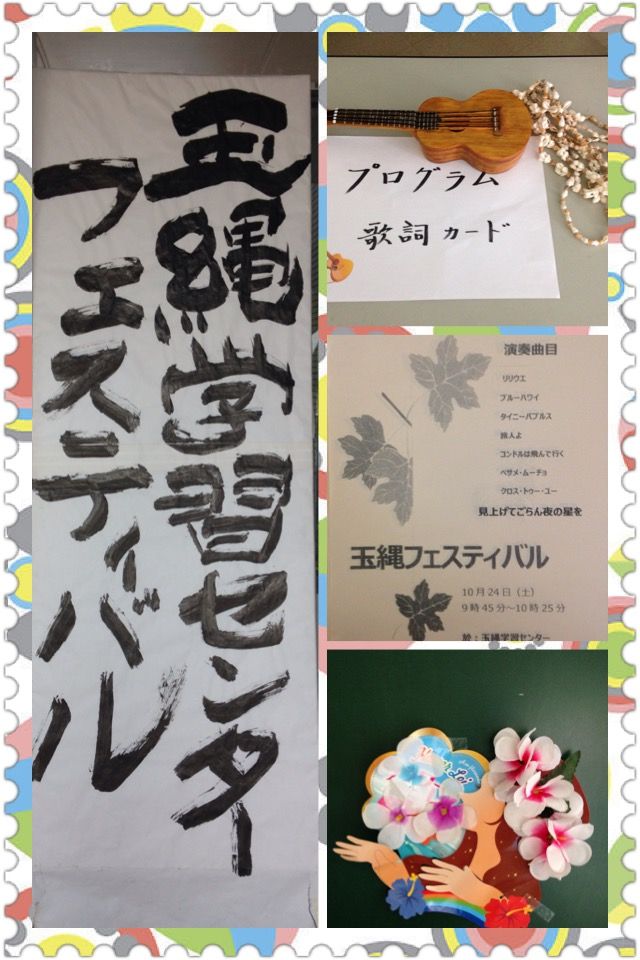 玉縄学習センター
フェスティバル
プログラム
歌詞カード
演奏曲目
リリウエ
ブルーハワイ
タイニーバブルス
旅人よ
コンドルは飛んで行く
ベサメ・ムーチョ
クロス・トゥー・ユー
見上げてごらん夜の星を
玉縄フェスティバル
10月24日（土）
9時45分～10時25分
於：玉縄学習センター
Lei